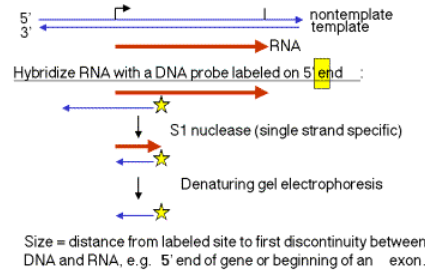 5' nontemplate
3' template
RNA
Hybridize RNA with a DNA probe labeled on 5' end :
S1 nuclease (single strand specific)
Denaturing gel electrophoresis
Size = distance from labeled site to first discontinuity between
DNA and RNA, e.g. 5' end of gene or beginning of an exon.